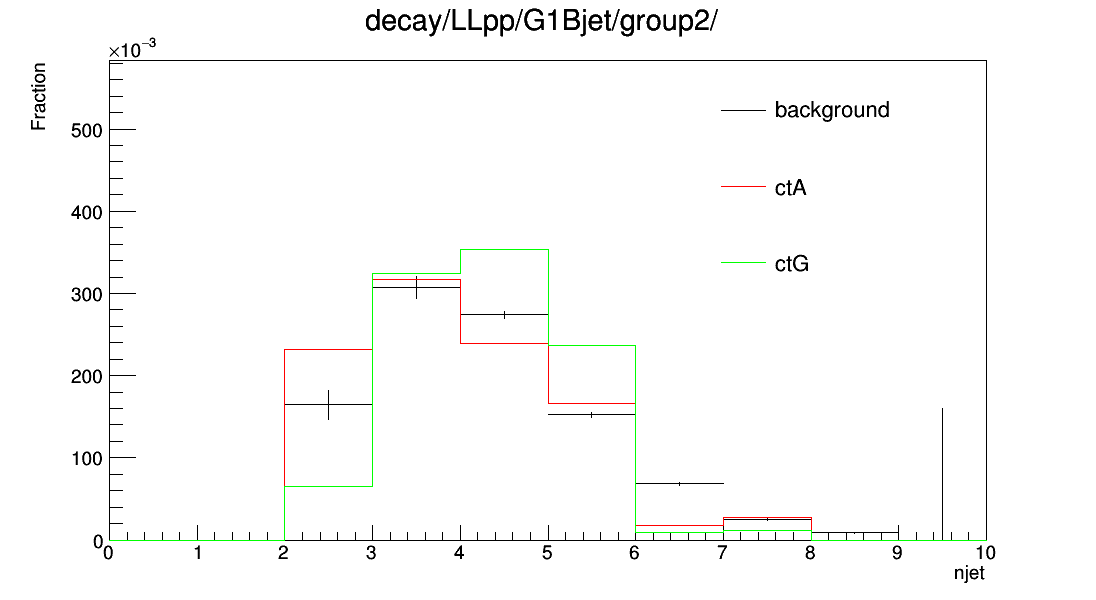 decay/LLpp/G1Bjet/group2/
×10−3
Fraction
500
400
300
200
100
0
background
ctA
ctG
0 1 2 3 4 5 6 7 8 9 10
njet